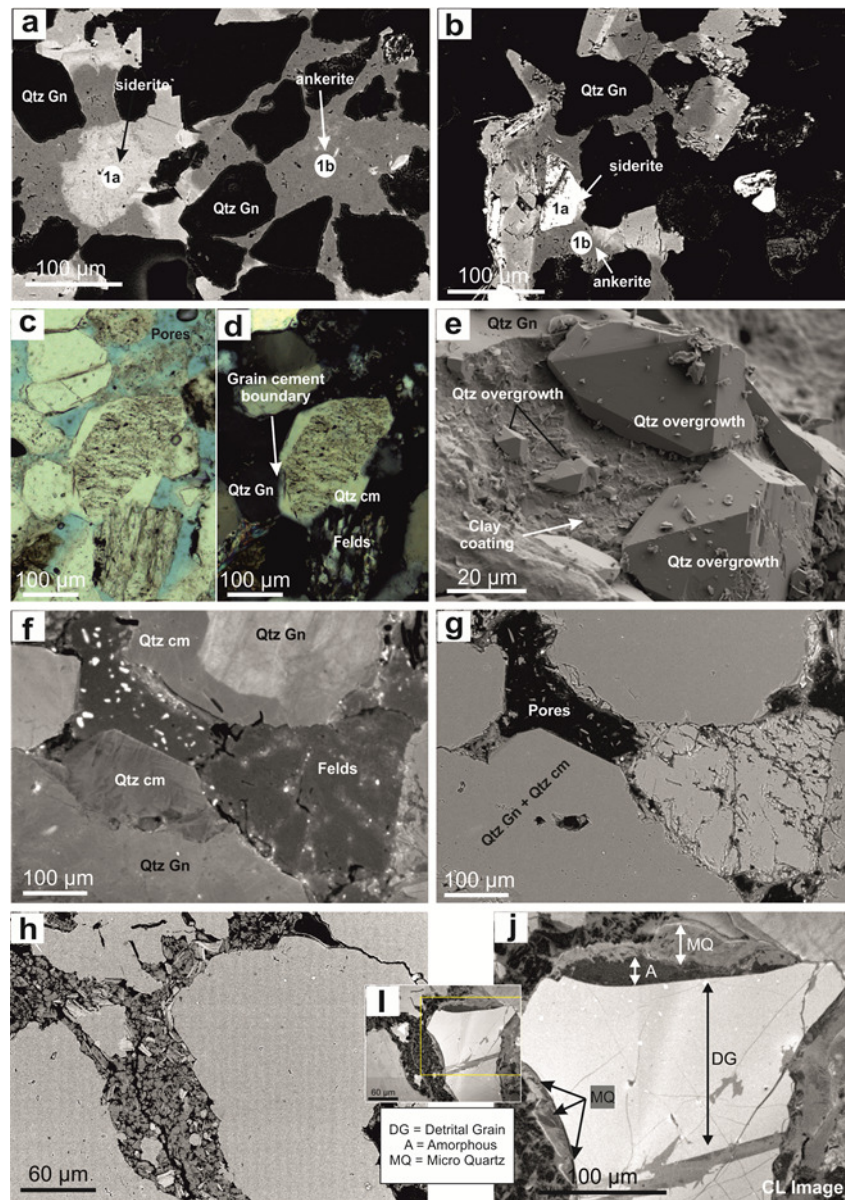 a
Qtz Gn
siderite`
ankerite
1a
1b
Qtz Gn
100 µm
b
Qtz Gn
siderite
1a
1b
ankerite
100 µm
c
Pores
100 µm
d
Grain cement
boundary
Qtz Gn
Qtz cm
Felds
100 µm
e
Qtz Gn
Qtz overgrowth
Qtz overgrowth
Clay
coating
Qtz overgrowth
20 µm
f
Qtz cm
Qtz Gn
Qtz cm
Felds
Qtz Gn
100 µm
g
Pores
Qtz Gn + Qtz cm
100 µm
h
60 µm
I
60 µm
DG = Detrital Grain
A = Amorphous
MQ = Micro Quartz
j
MQ
A
DG
MQ
100 µm
CL Image